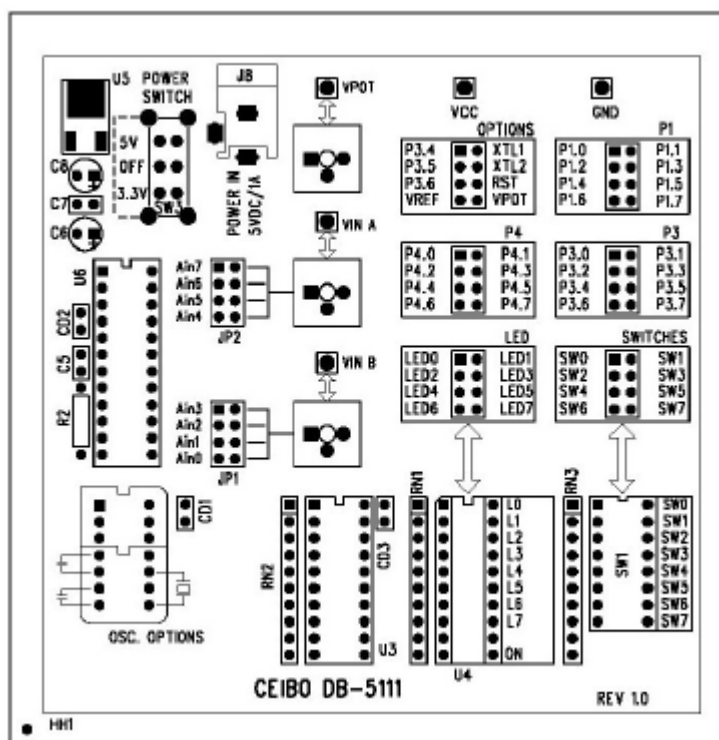 U5 POWER SWITCH J8 VPOT
VCC GND
C8 5V OFF 3.3V SW3
C7
C6
POWER IN 5VDC/1A
OPTIONS
P3.4 XTL1
P3.5 XTL2
P3.6 RST
VREF VPOT
P1
P1.0 P1.1
P1.2 P1.3
P1.4 P1.5
P1.6 P1.7
VIN A
U6
CD2
C5
R2
Ain7
Ain6
Ain5
Ain4
JP2
P4
P4.0 P4.1
P4.2 P4.3
P4.4 P4.5
P4.6 P4.7
P3
P3.0 P3.1
P3.2 P3.3
P3.4 P3.5
P3.6 P3.7
VIN B
Ain3
Ain2
Ain1
Ain0
JP1
LED
LED0 LED1
LED2 LED3
LED4 LED5
LED6 LED7
SWITCHES
SW0 SW1
SW2 SW3
SW4 SW5
SW6 SW7
CD1
OSC. OPTIONS
RN2
U3
CD3
RN1
U4
L0
L1
L2
L3
L4
L5
L6
L7
ON
RN3
SW1
SW0
SW1
SW2
SW3
SW4
SW5
SW6
SW7
CEIBO DB-5111
REV 1.0
HH1